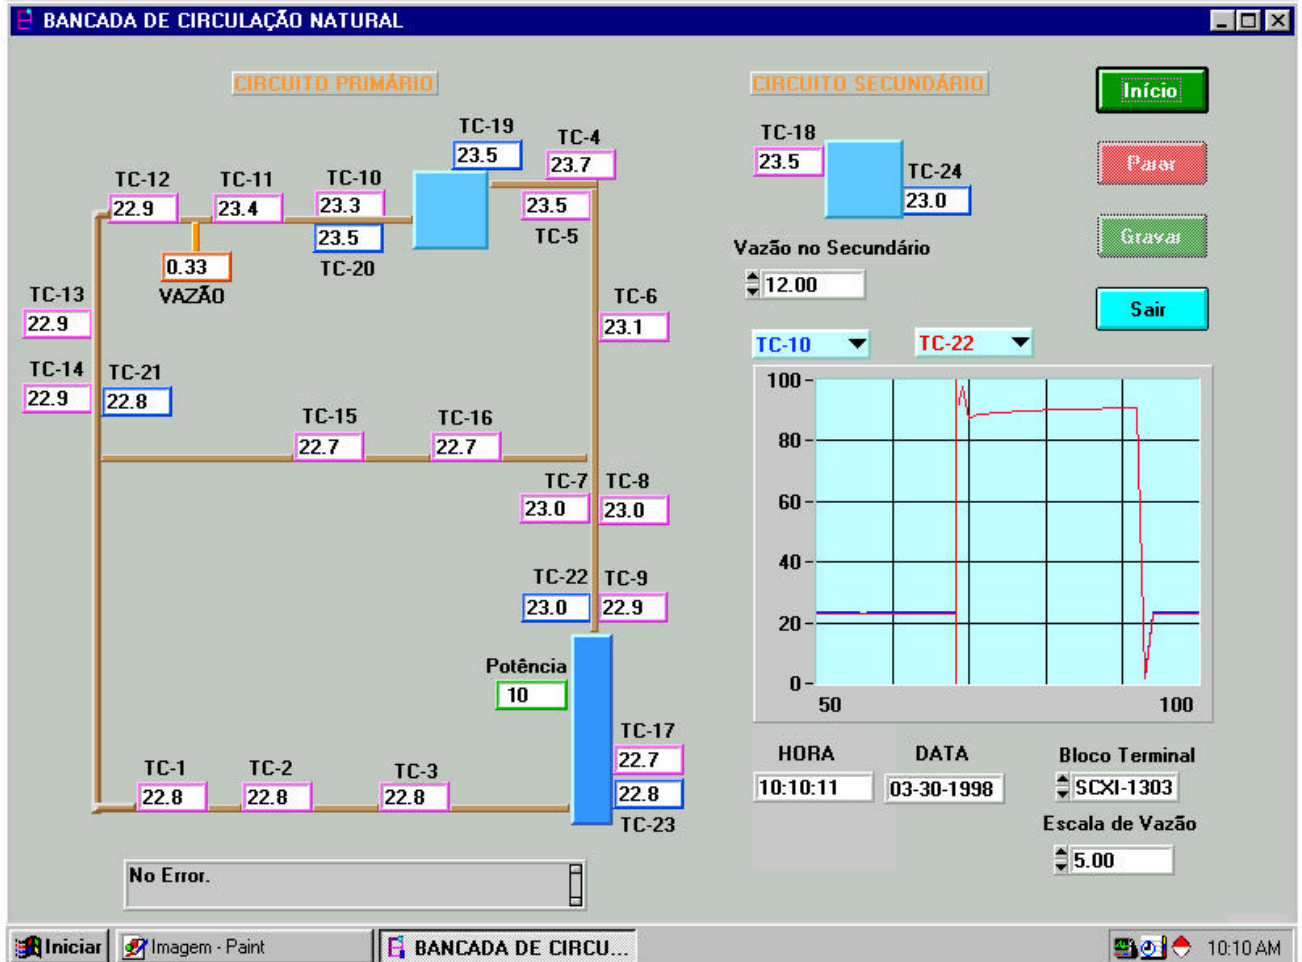 BANCADA DE CIRCULAÇÃO NATURAL
CIRCUITO PRIMÁRIO
CIRCUITO SECUNDÁRIO
Início
Parar
Gravar
Sair
TC-19
23.5
TC-4
23.7
TC-12
22.9
TC-11
23.4
TC-10
23.3
23.5
TC-20
23.5
TC-5
0.33
VAZÃO
TC-13
22.9
TC-14
22.9
TC-21
22.8
TC-6
23.1
TC-15
22.7
TC-16
22.7
TC-7
23.0
TC-8
23.0
TC-22
23.0
TC-9
22.9
Potência
10
TC-17
22.7
22.8
TC-23
TC-1
22.8
TC-2
22.8
TC-3
22.8
No Error.
TC-18
23.5
TC-24
23.0
Vazão no Secundário
12.00
TC-10
TC-22
100
80
60
40
20
0
50
100
HORA
10:10:11
DATA
03-30-1998
Bloco Terminal
SCXI-1303
Escala de Vazão
5.00
Iniciar
Imagem - Paint
BANCADA DE CIRCU...
10:10 AM